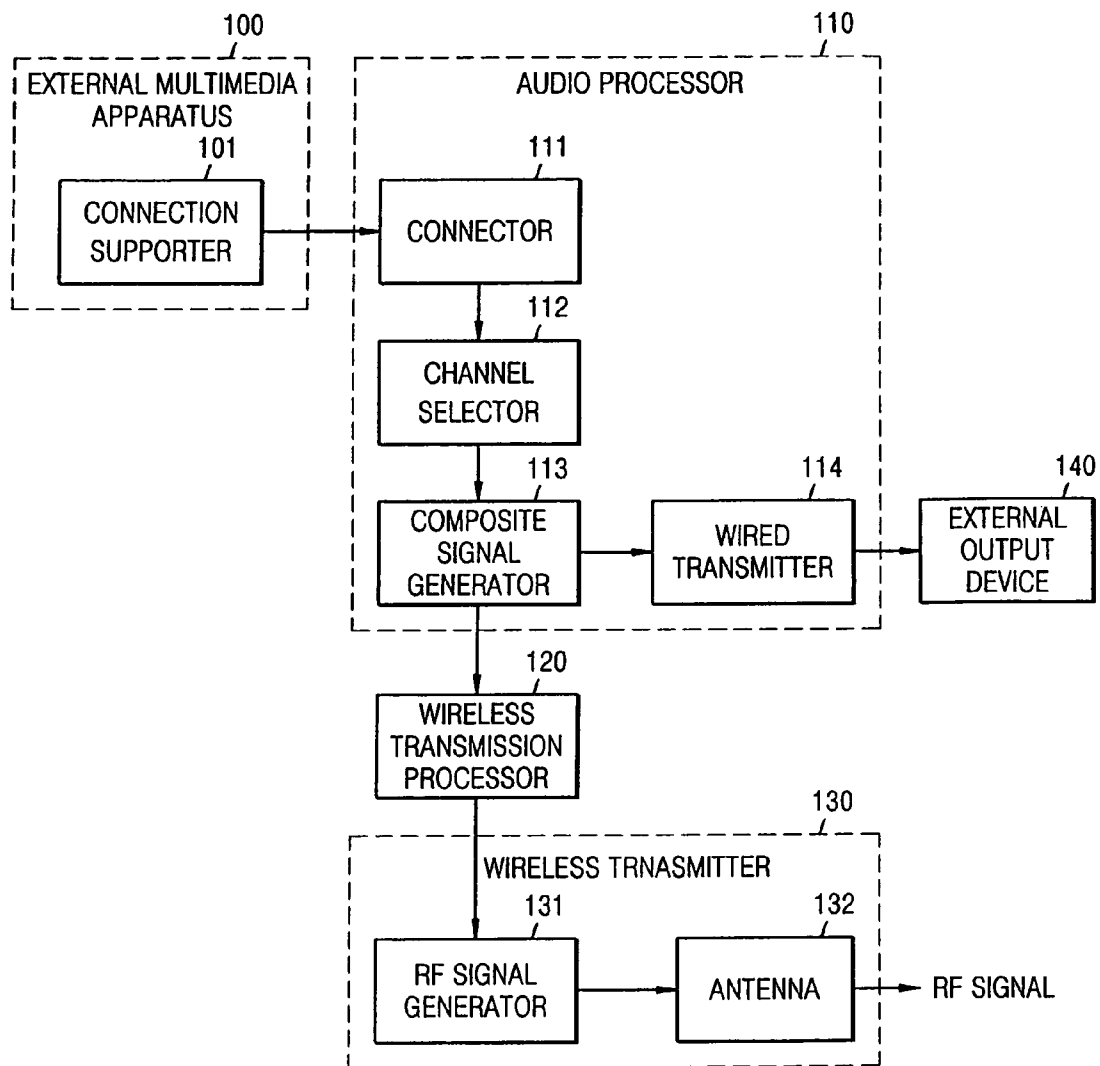 100
EXTERNAL MULTIMEDIA
APPARATUS
101
CONNECTION
SUPPORTER
110
AUDIO PROCESSOR
111
CONNECTOR
112
CHANNEL
SELECTOR
113
COMPOSITE
SIGNAL
GENERATOR
114
WIRED
TRANSMITTER
140
EXTERNAL
OUTPUT
DEVICE
120
WIRELESS
TRANSMISSION
PROCESSOR
130
WIRELESS TRNASMITTER
131
RF SIGNAL
GENERATOR
132
ANTENNA
RF SIGNAL